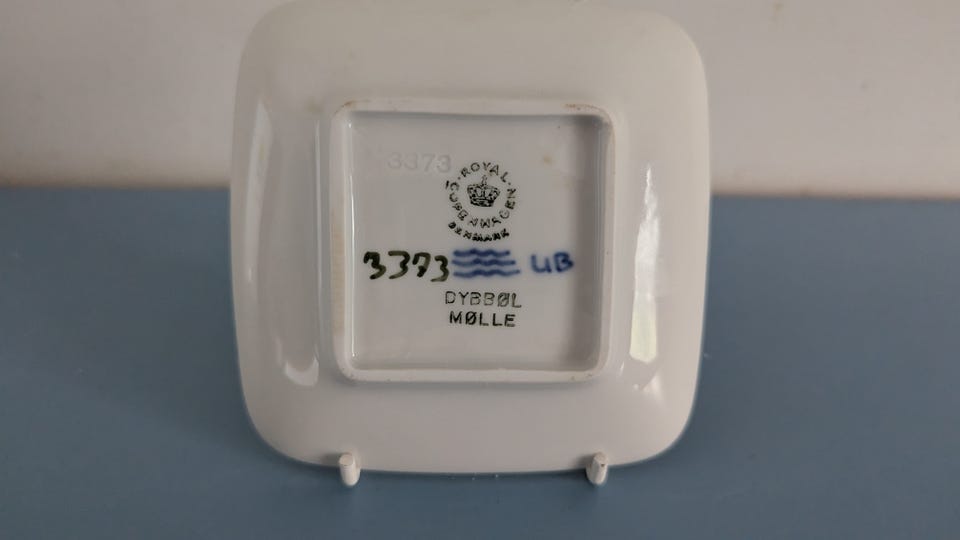 3373
ROYAL COPENHAGEN
DENMARK
3373 UB
DYBBØL
MØLLE